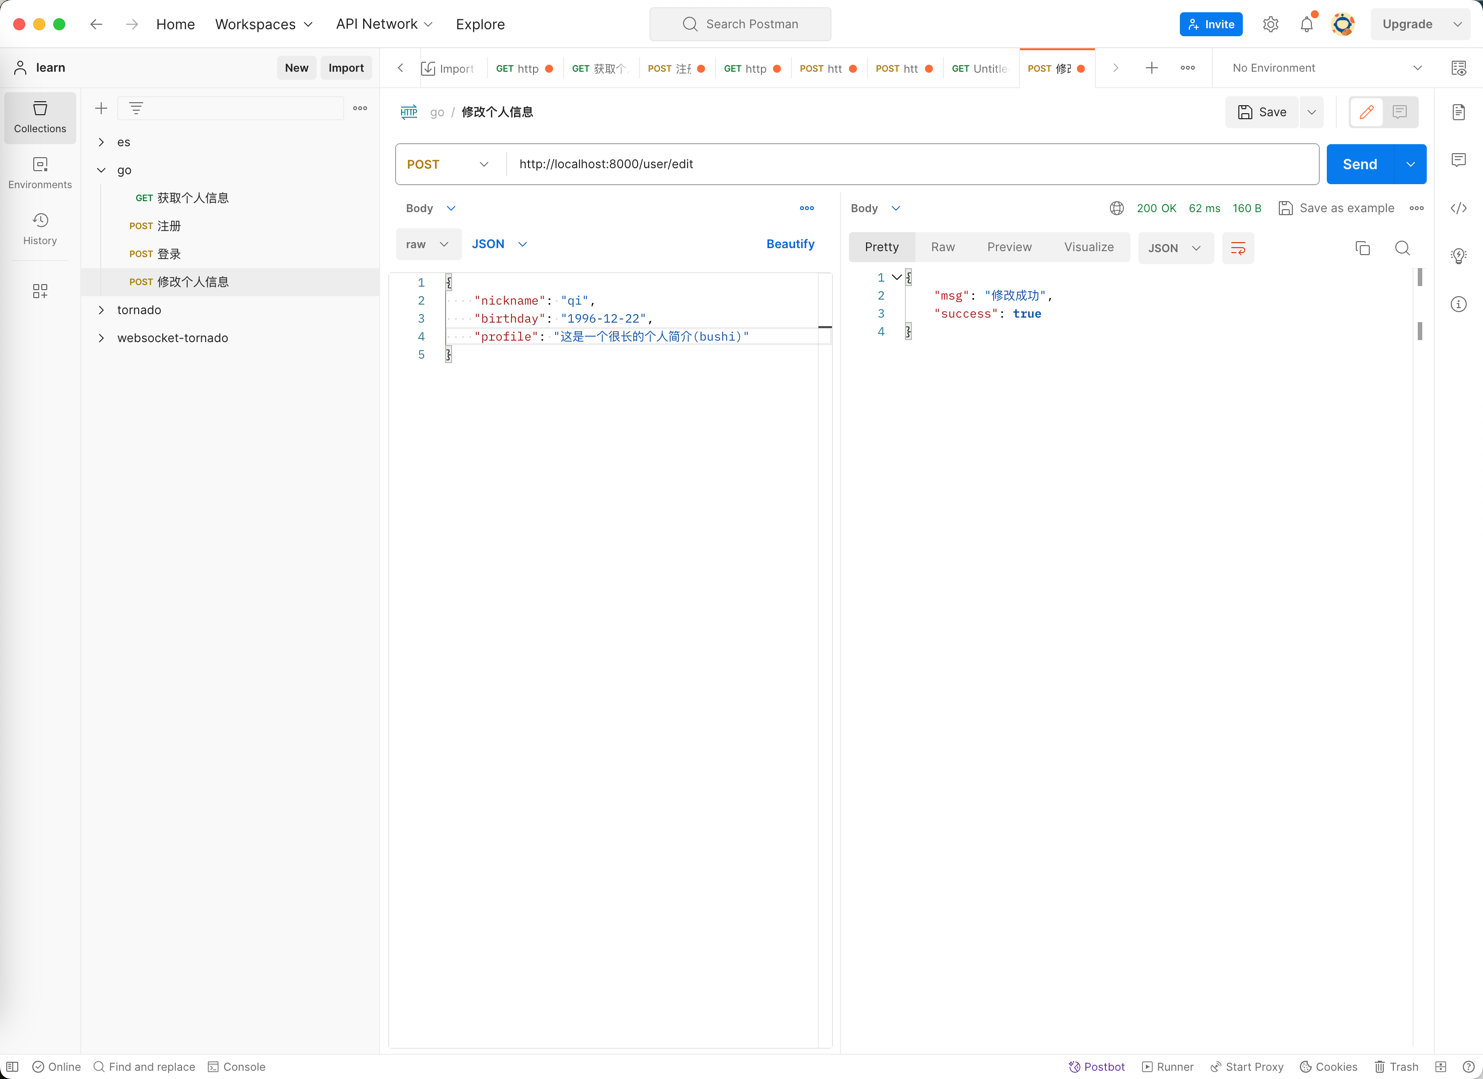 Home Workspaces API Network Explore Search Postman Invite Upgrade
learn New Import
Import GET http GET 获取个 POST 注 GET http POST htt POST htt GET Untitle POST 修 No Environment
Collections
Environments
History
es
go
GET 获取个人信息
POST 注册
POST 登录
POST 修改个人信息
tornado
websocket-tornado
HTTP go / 修改个人信息 Save
POST http://localhost:8000/user/edit Send
Body
raw JSON Beautify
1 {
2 "nickname": "qi",
3 "birthday": "1996-12-22",
4 "profile": "这是一个很长的个人简介(bushi)"
5 }
Body 200 OK 62 ms 160 B Save as example
Pretty Raw Preview Visualize JSON
1 {
2 "msg": "修改成功",
3 "success": true
4 }
Online Find and replace Console Postbot Runner Start Proxy Cookies Trash